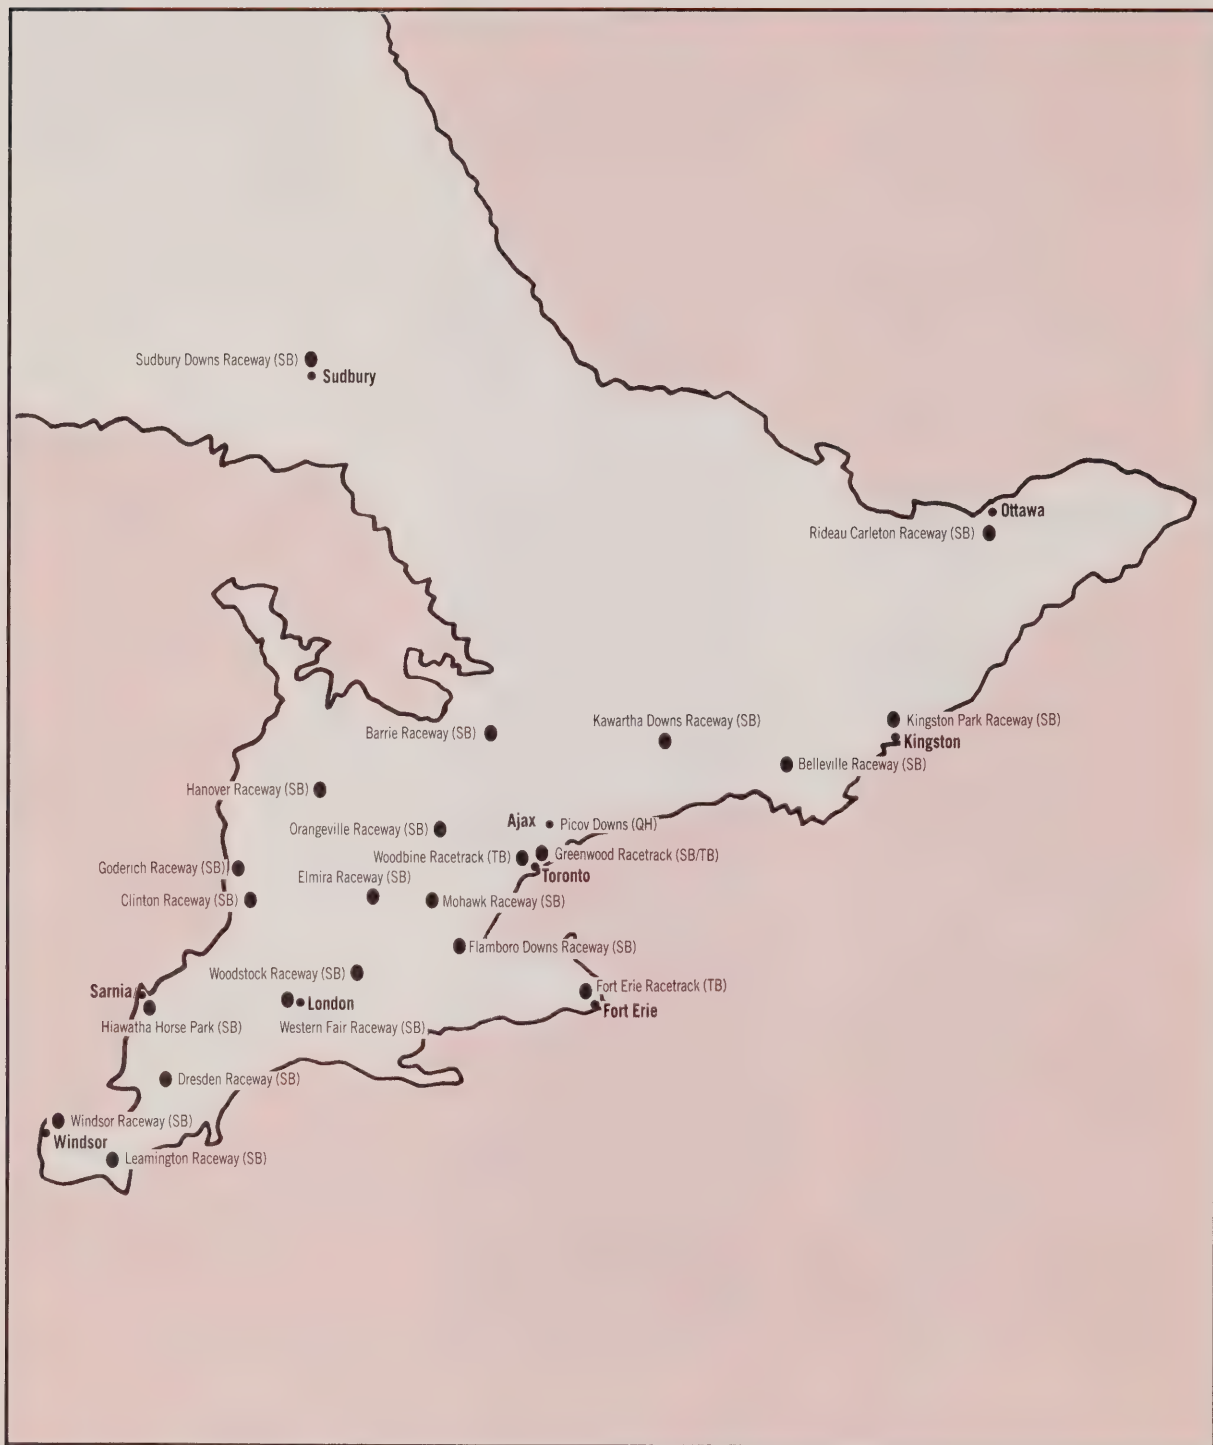 Sudbury Downs Raceway (SB)
Sudbury
Ottawa
Rideau Carleton Raceway (SB)
Kawartha Downs Raceway (SB)
Kingston Park Raceway (SB)
Barrie Raceway (SB)
Kingston
Belleville Raceway (SB)
Hanover Raceway (SB)
Ajax
Picov Downs (QH)
Orangeville Raceway (SB)
Woodbine Racetrack (TB)
Greenwood Racetrack (SB/TB)
Goderich Raceway (SB)
Toronto
Elmira Raceway (SB)
Clinton Raceway (SB)
Mohawk Raceway (SB)
Flamboro Downs Raceway (SB)
Woodstock Raceway (SB)
Fort Erie Racetrack (TB)
Sarnia
London
Fort Erie
Hiawatha Horse Park (SB)
Western Fair Raceway (SB)
Dresden Raceway (SB)
Windsor Raceway (SB)
Windsor
Leamington Raceway (SB)